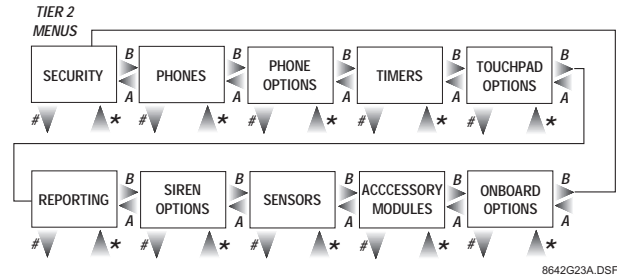 TIER 2
MENUS
SECURITY
B
A
PHONES
B
A
PHONE
OPTIONS
B
A
TIMERS
B
A
TOUCHPAD
OPTIONS
B
A
# * # * # * # * # *
REPORTING
B
A
SIREN
OPTIONS
B
A
SENSORS
B
A
ACCCESSORY
MODULES
B
A
ONBOARD
OPTIONS
B
A
# * # * # * # * # *
8642G23A.DSF